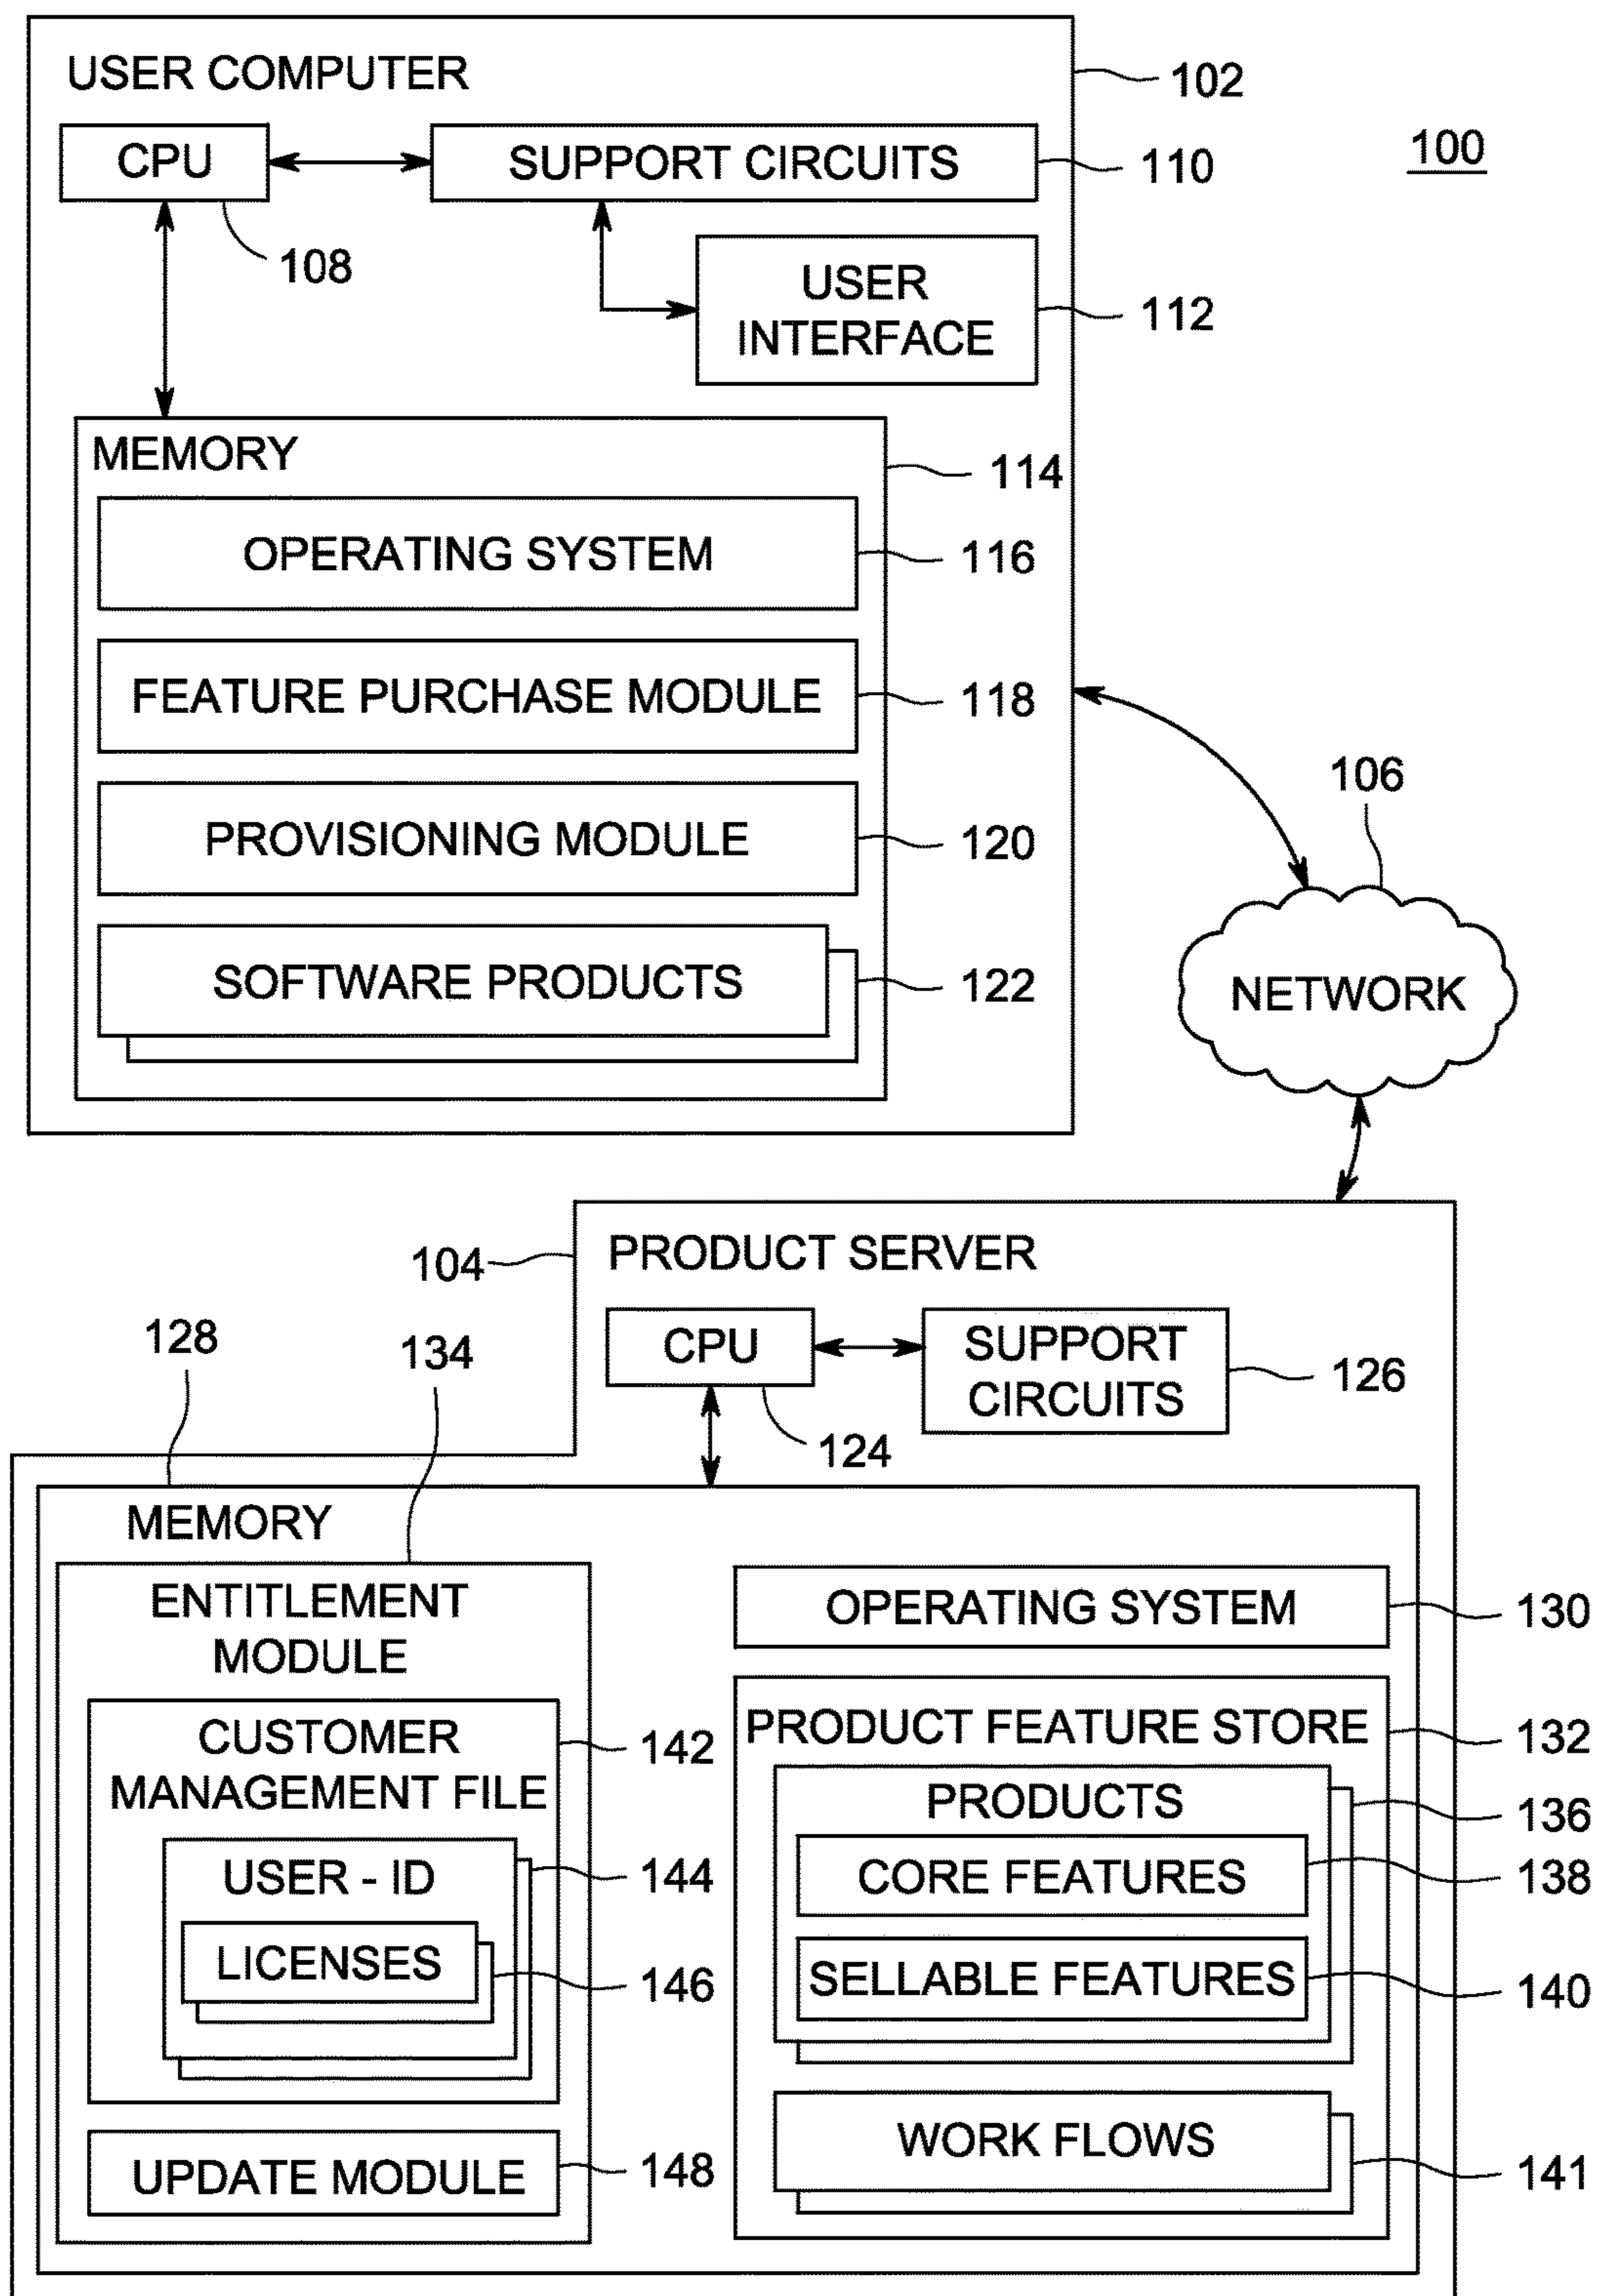 USER COMPUTER
102
CPU
SUPPORT CIRCUITS
110
100
108
USER
INTERFACE
112
MEMORY
114
OPERATING SYSTEM
116
FEATURE PURCHASE MODULE
118
PROVISIONING MODULE
120
SOFTWARE PRODUCTS
122
106
NETWORK
104
PRODUCT SERVER
CPU
SUPPORT
CIRCUITS
126
124
128
134
MEMORY
ENTITLEMENT
MODULE
CUSTOMER
MANAGEMENT FILE
142
USER - ID
144
LICENSES
146
UPDATE MODULE
148
OPERATING SYSTEM
130
PRODUCT FEATURE STORE
132
PRODUCTS
136
CORE FEATURES
138
SELLABLE FEATURES
140
WORK FLOWS
141